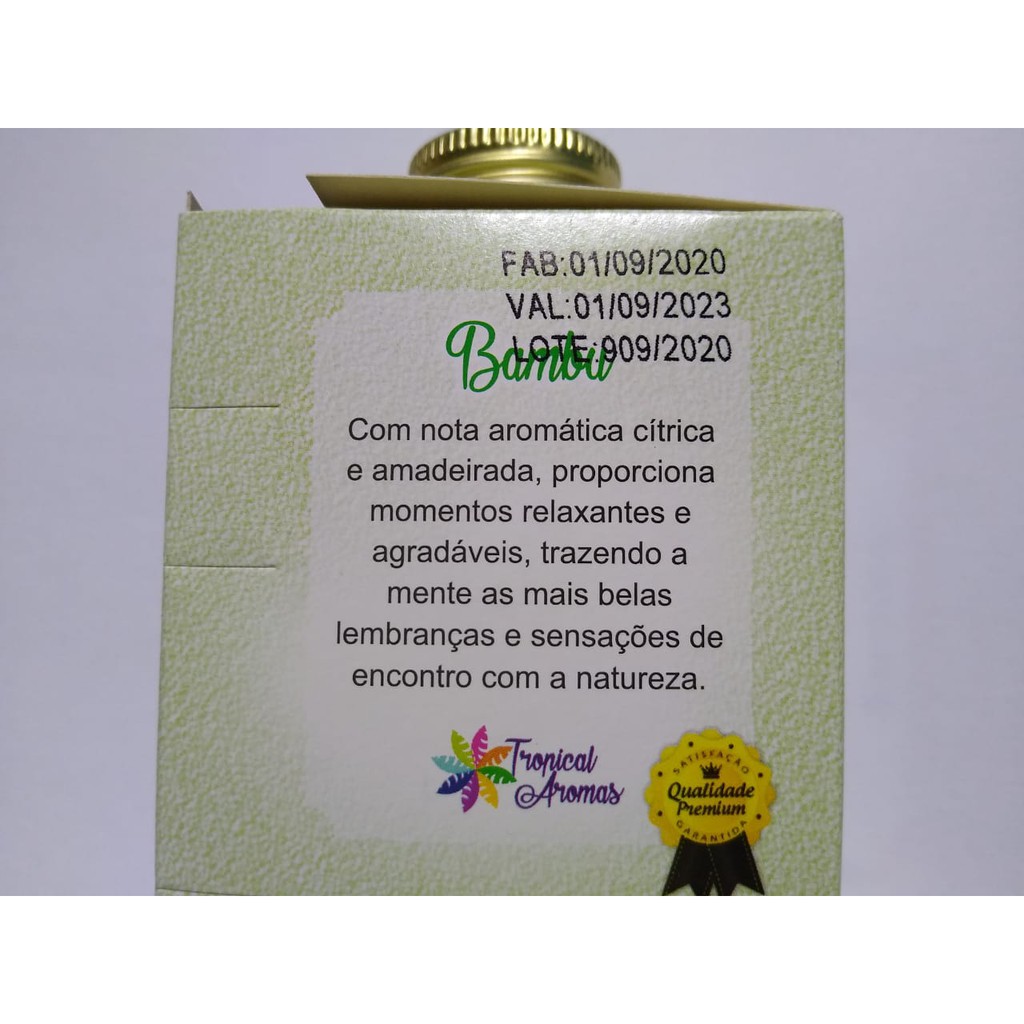 FAB:01/09/2020
VAL:01/09/2023
LOTE:909/2020
Bambu
Com nota aromática cítrica
e amadeirada, proporciona
momentos relaxantes e
agradáveis, trazendo a
mente as mais belas
lembranças e sensações de
encontro com a natureza.
Tropical
Aromas
SATISFAÇÃO
Qualidade
Premium
GARANTIDA